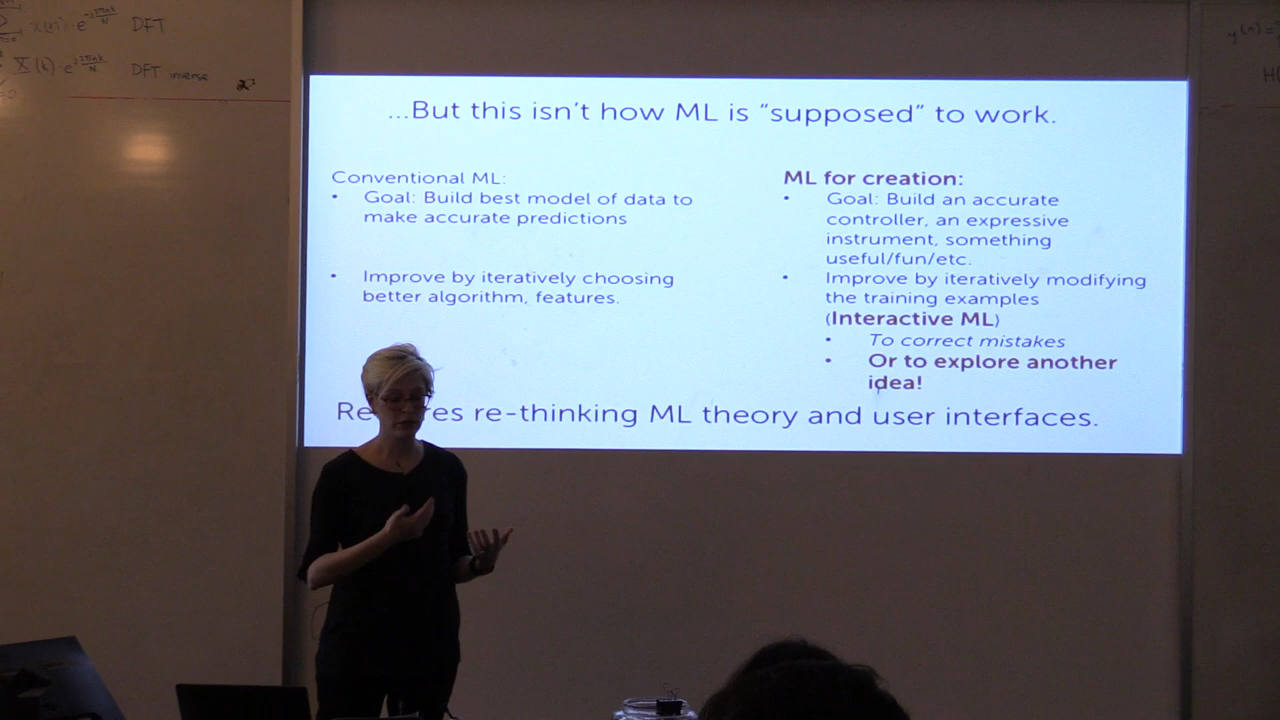 x(n)·e DFT
X(k)·e DFT inverse
y(n)=
...But this isn't how ML is “supposed” to work.
Conventional ML:
• Goal: Build best model of data to
make accurate predictions
• Improve by iteratively choosing
better algorithm, features.
ML for creation:
• Goal: Build an accurate
controller, an expressive
instrument, something
useful/fun/etc.
• Improve by iteratively modifying
the training examples
(Interactive ML)
• To correct mistakes
• Or to explore another
idea!
re-thinking ML theory and user interfaces.